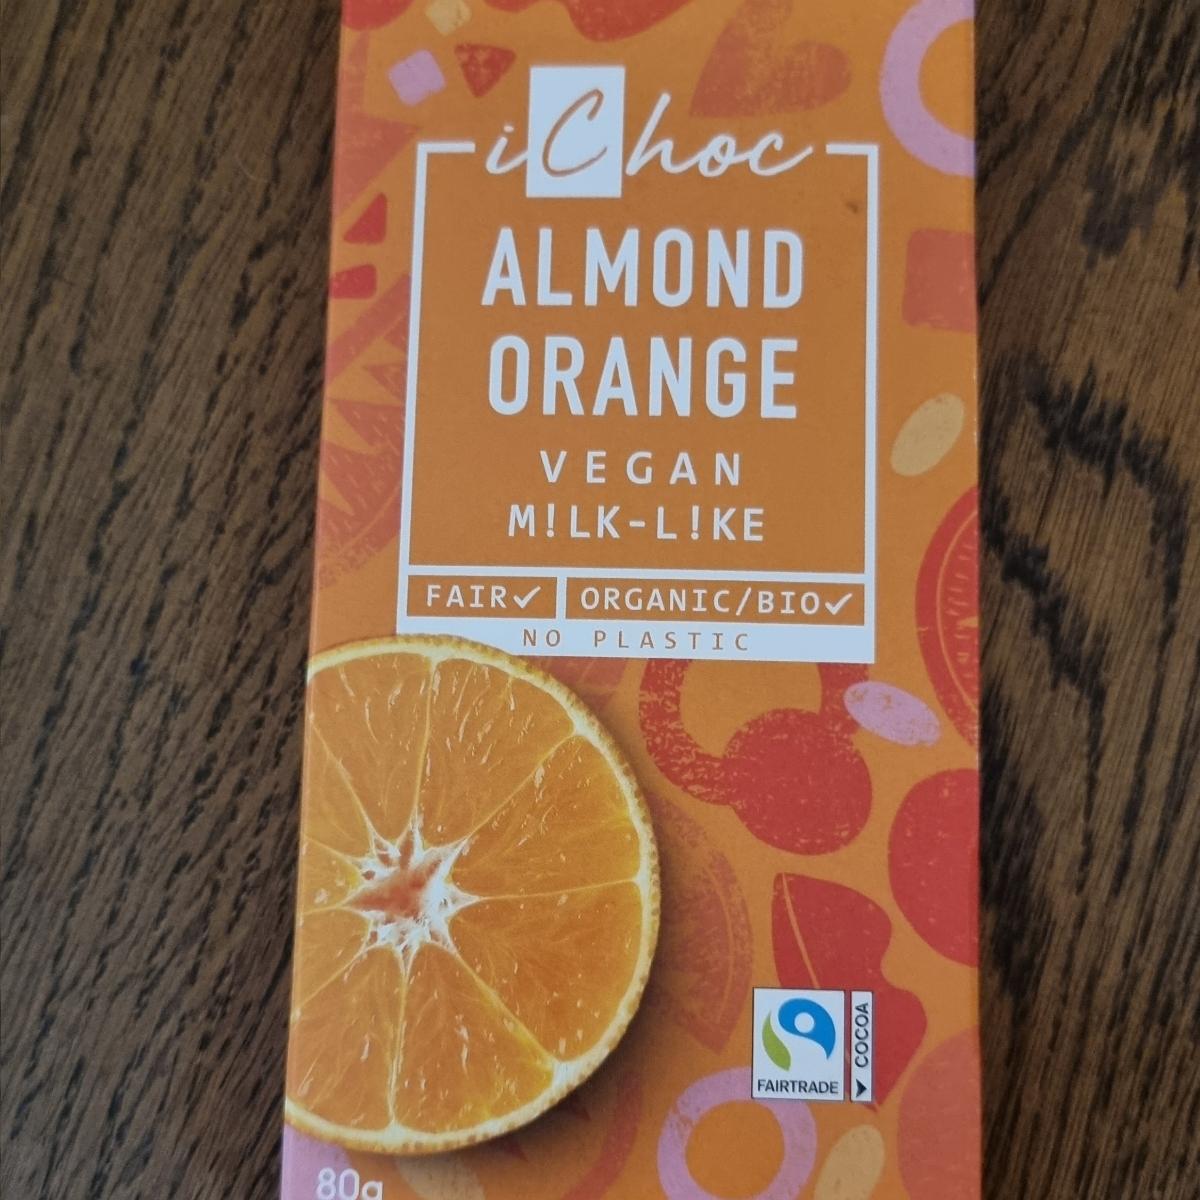 iChoc
ALMOND
ORANGE
VEGAN
M!LK-L!KE
FAIR✓ ORGANIC/BIO✓
NO PLASTIC
FAIRTRADE
▼ COCOA
80g